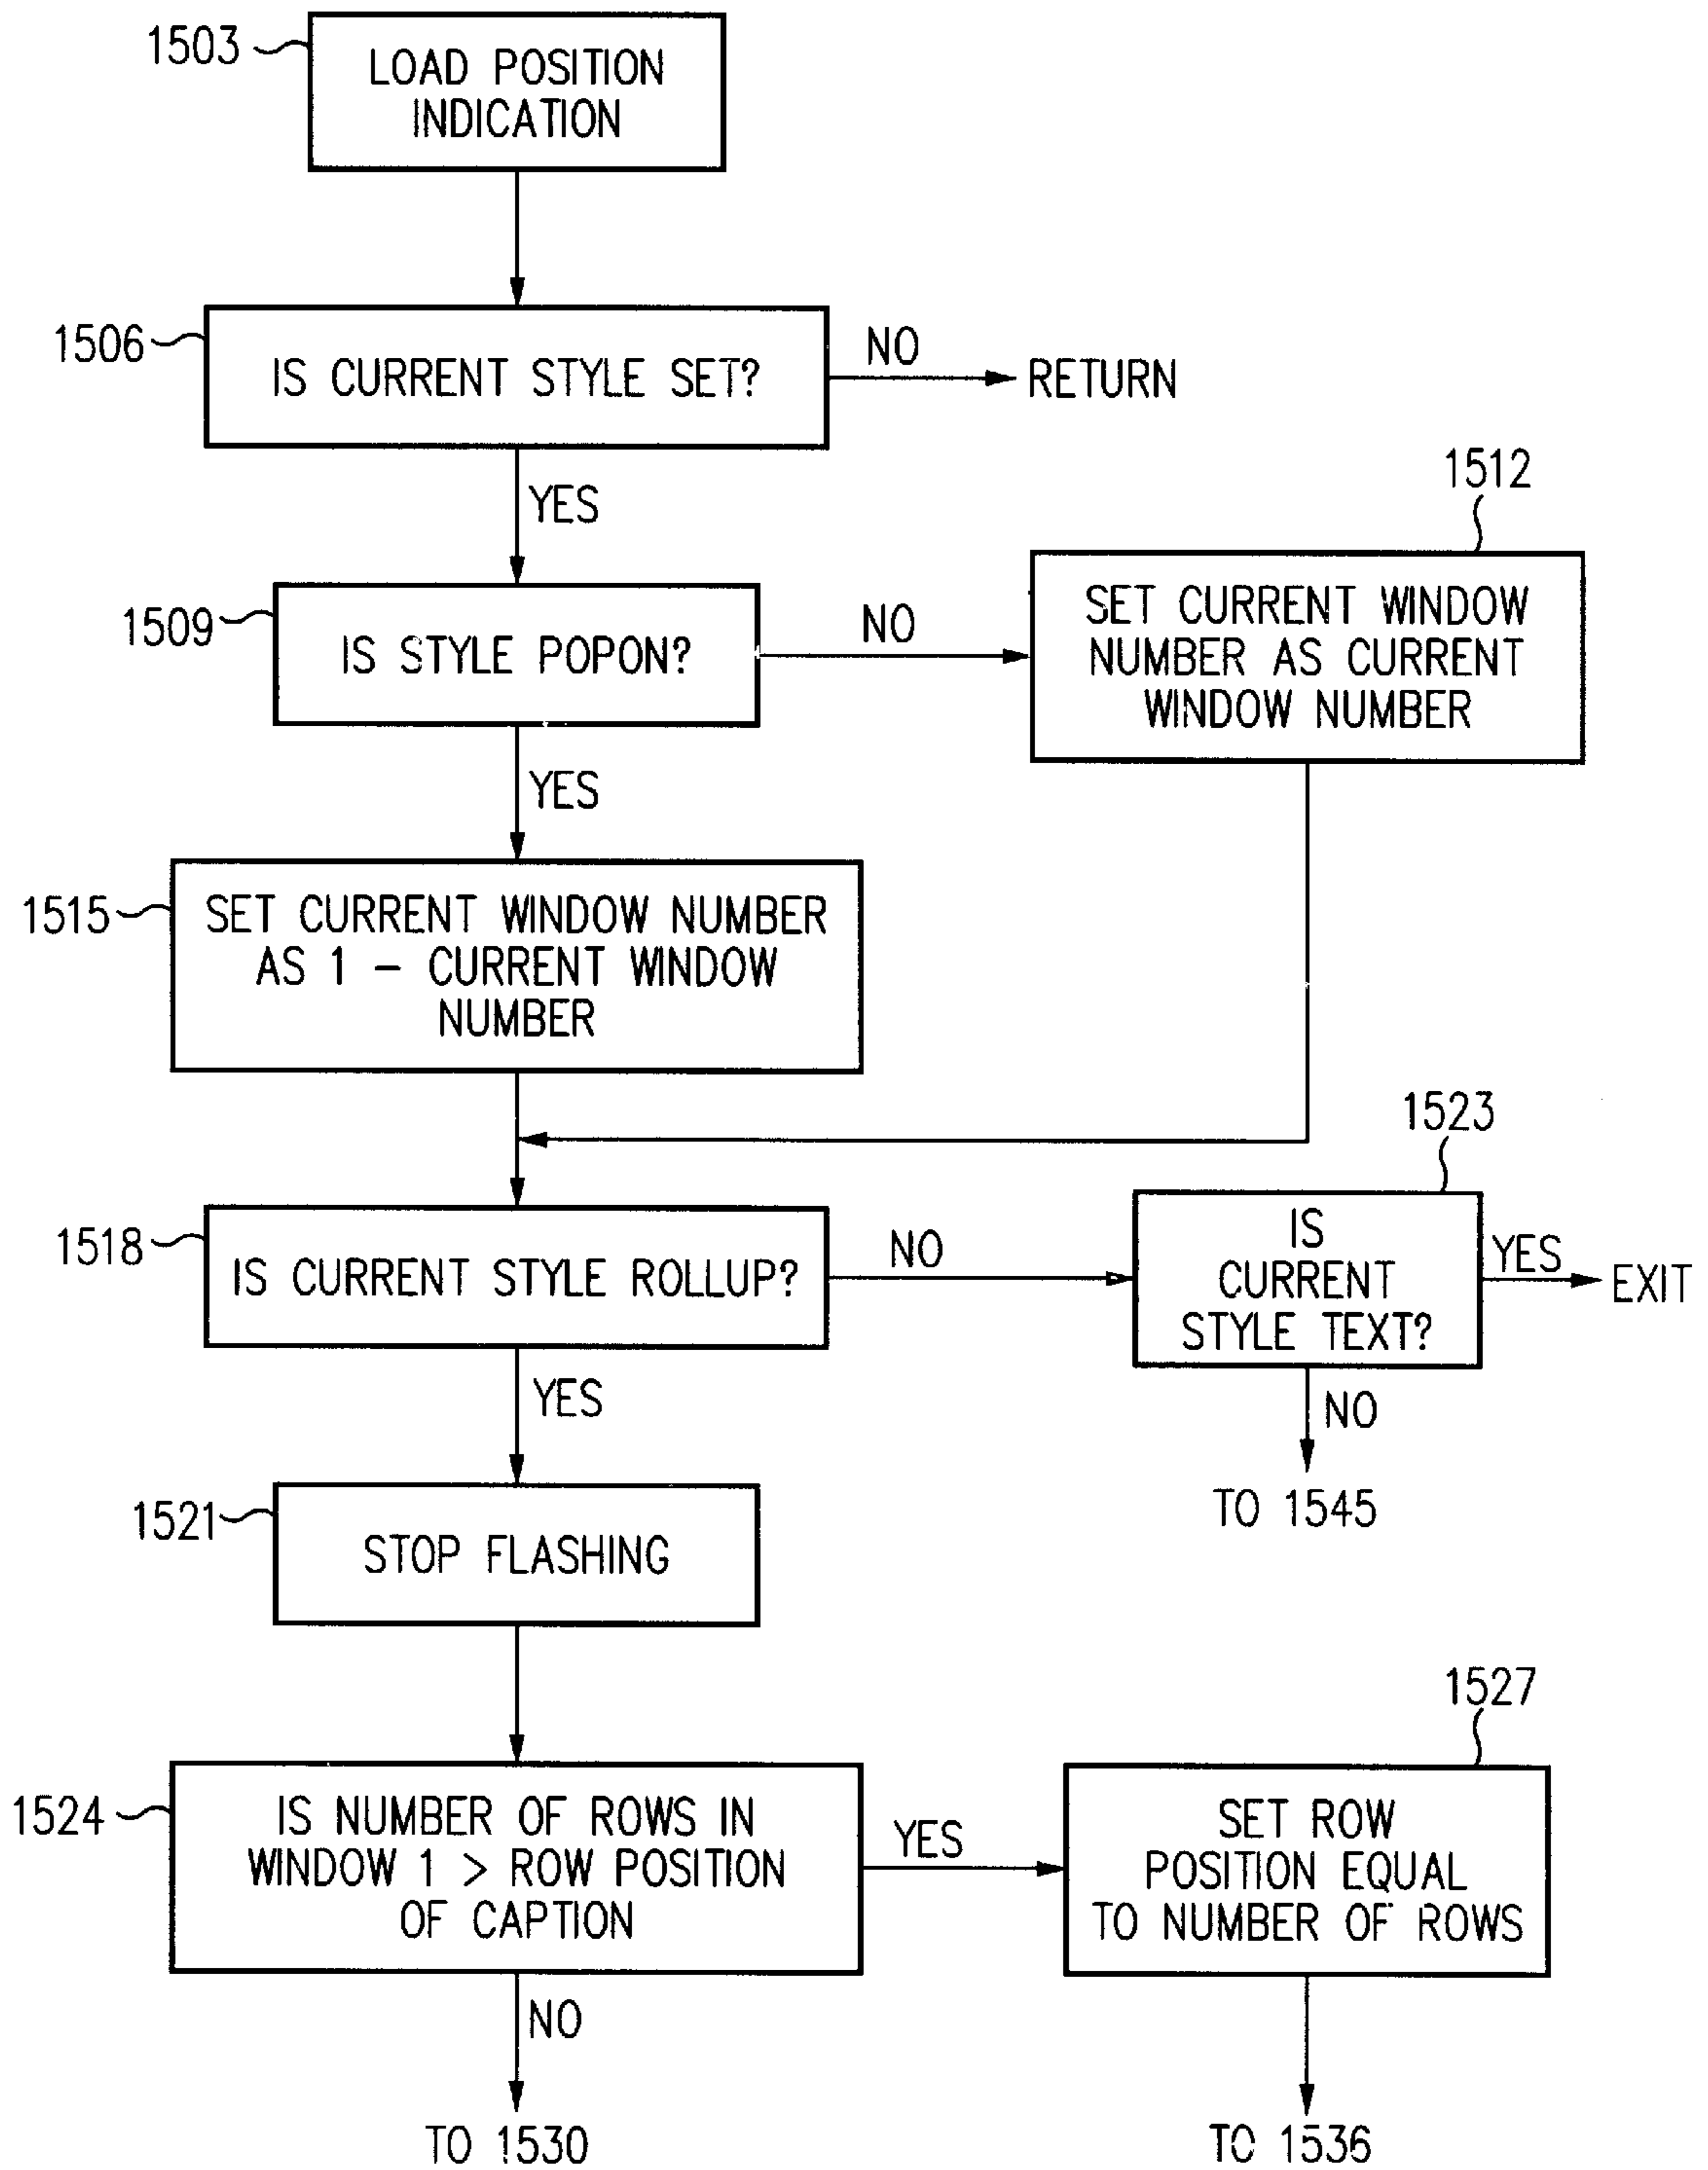 1503
LOAD POSITION
INDICATION
1506
IS CURRENT STYLE SET?
NO
RETURN
YES
1509
IS STYLE POPON?
NO
1512
SET CURRENT WINDOW
NUMBER AS CURRENT
WINDOW NUMBER
YES
1515
SET CURRENT WINDOW NUMBER
AS 1 – CURRENT WINDOW
NUMBER
1518
IS CURRENT STYLE ROLLUP?
NO
1523
IS
CURRENT
STYLE TEXT?
YES
EXIT
NO
TO 1545
YES
1521
STOP FLASHING
1524
IS NUMBER OF ROWS IN
WINDOW 1 > ROW POSITION
OF CAPTION
YES
1527
SET ROW
POSITION EQUAL
TO NUMBER OF ROWS
NO
TO 1530
TO 1536